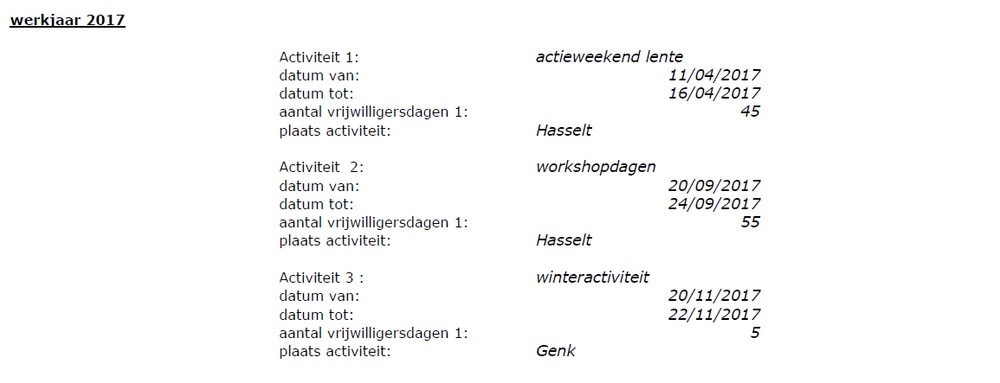 werkjaar 2017
Activiteit 1: actieweekend lente
datum van: 11/04/2017
datum tot: 16/04/2017
aantal vrijwilligersdagen 1: 45
plaats activiteit: Hasselt
Activiteit  2: workshopdagen
datum van: 20/09/2017
datum tot: 24/09/2017
aantal vrijwilligersdagen 1: 55
plaats activiteit: Hasselt
Activiteit 3 : winteractiviteit
datum van: 20/11/2017
datum tot: 22/11/2017
aantal vrijwilligersdagen 1: 5
plaats activiteit: Genk